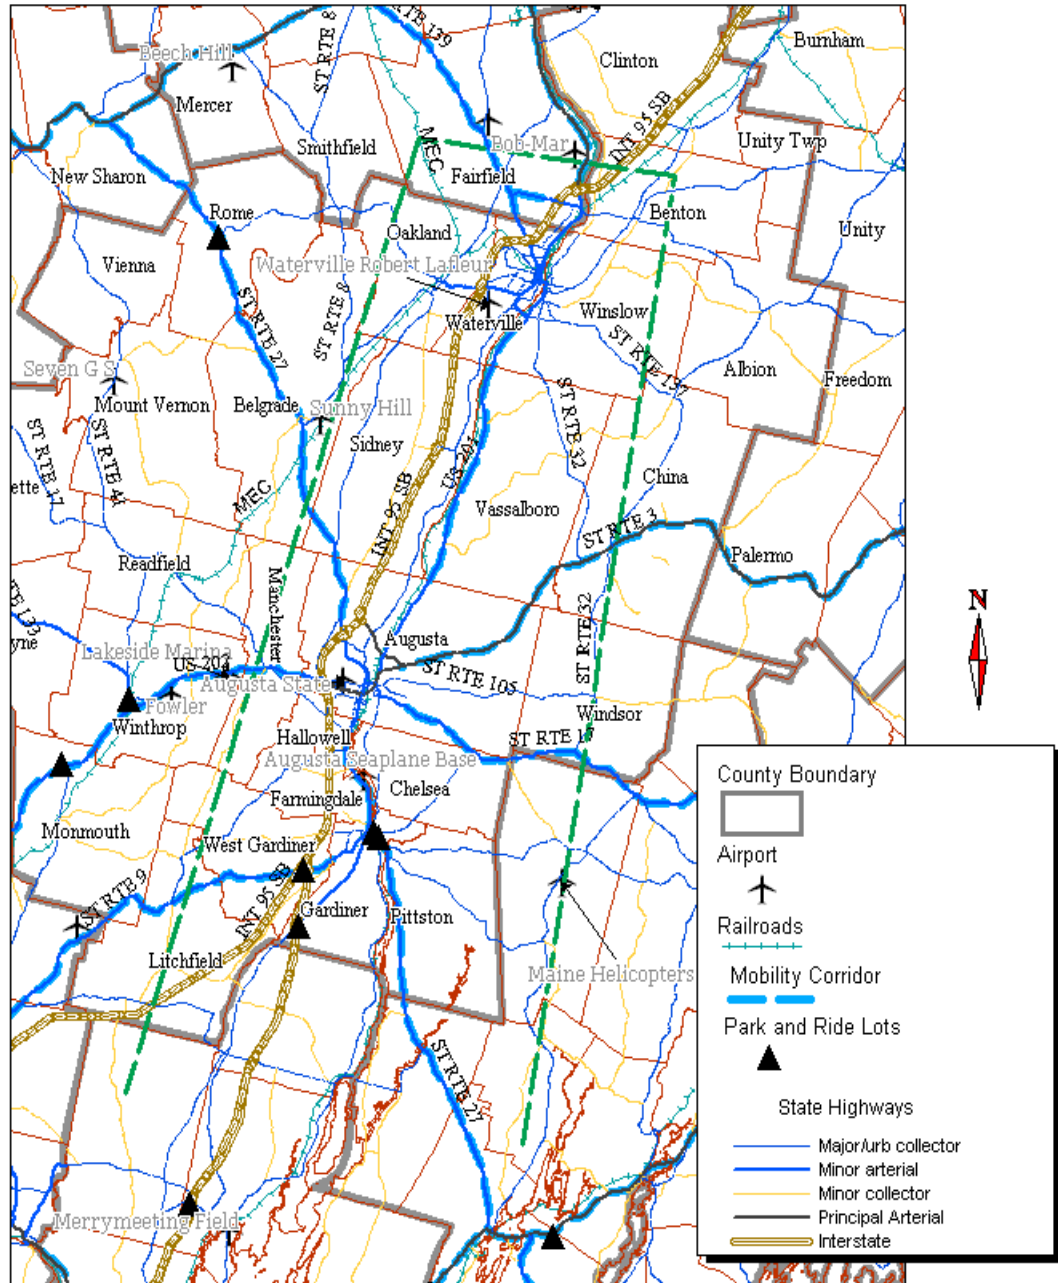 ST RTE 8
RTE 139
Burnham
Beech Hill
Clinton
Mercer
INT 95 SB
Smithfield
MEC
Bob-Mar
Unity Twp
New Sharon
Fairfield
Rome
Benton
Oakland
Unity
Vienna
Waterville Robert Lafleur
ST RTE 27
ST RTE 8
Winslow
Waterville
ST RTE 137
Seven G S
Albion
Freedom
Mount Vernon
Belgrade
Sunny Hill
ST RTE 32
Sidney
ST RTE 17
ST RTE 41
US 201
China
ette
MEC
INT 95 SB
Vassalboro
ST RTE 3
Palermo
Readfield
TE 133
Manchester
ST RTE 32
yne
Augusta
Lakeside Marina
US 202
ST RTE 105
Augusta State
Fowler
Winthrop
Windsor
Hallowell
ST RTE 17
Augusta Seaplane Base
Chelsea
Farmingdale
Monmouth
West Gardiner
ST RTE 9
INT 95 SB
Gardiner
Pittston
Litchfield
Maine Helicopters
ST RTE 27
Merrymeeting Field
N
County Boundary
Airport
Railroads
Mobility Corridor
Park and Ride Lots
State Highways
Major/urb collector
Minor arterial
Minor collector
Principal Arterial
Interstate